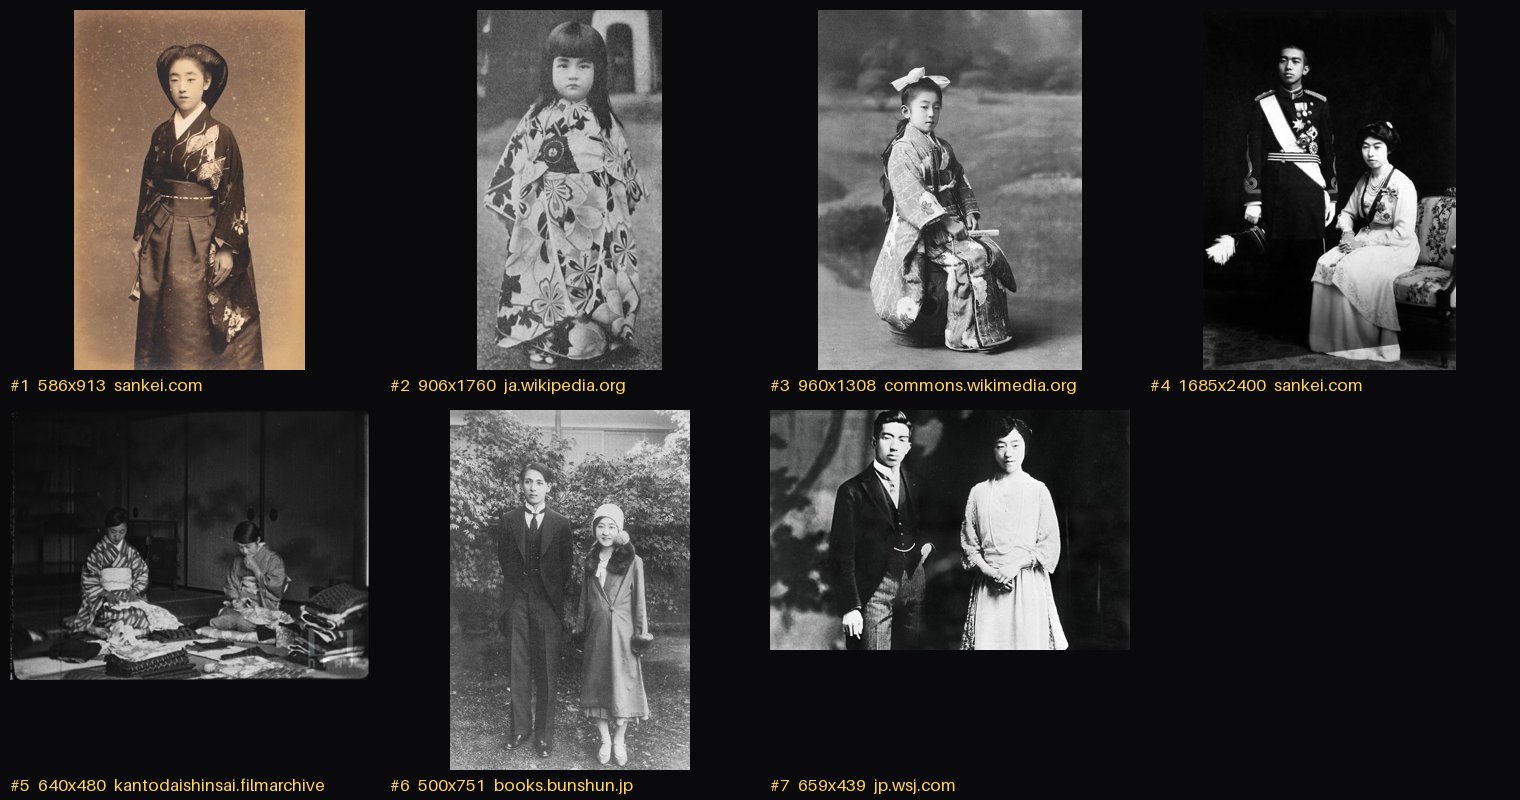 #1 586x913 sankei.com
#2 906x1760 ja.wikipedia.org
#3 960x1308 commons.wikimedia.org
#4 1685x2400 sankei.com
#5 640x480 kantodaishinsai.filmarchive
#6 500x751 books.bunshun.jp
#7 659x439 jp.wsj.com